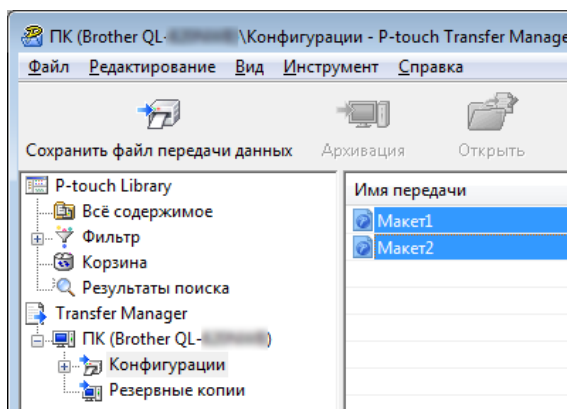 ПК (Brother QL- \Конфигурации - P-touch Transfer Manage
Файл Редактирование Вид Инструмент Справка
Сохранить файл передачи данных Архивация Открыть
P-touch Library
Всё содержимое
Фильтр
Корзина
Результаты поиска
Transfer Manager
ПК (Brother QL- )
Конфигурации
Резервные копии
Имя передачи
Макет1
Макет2